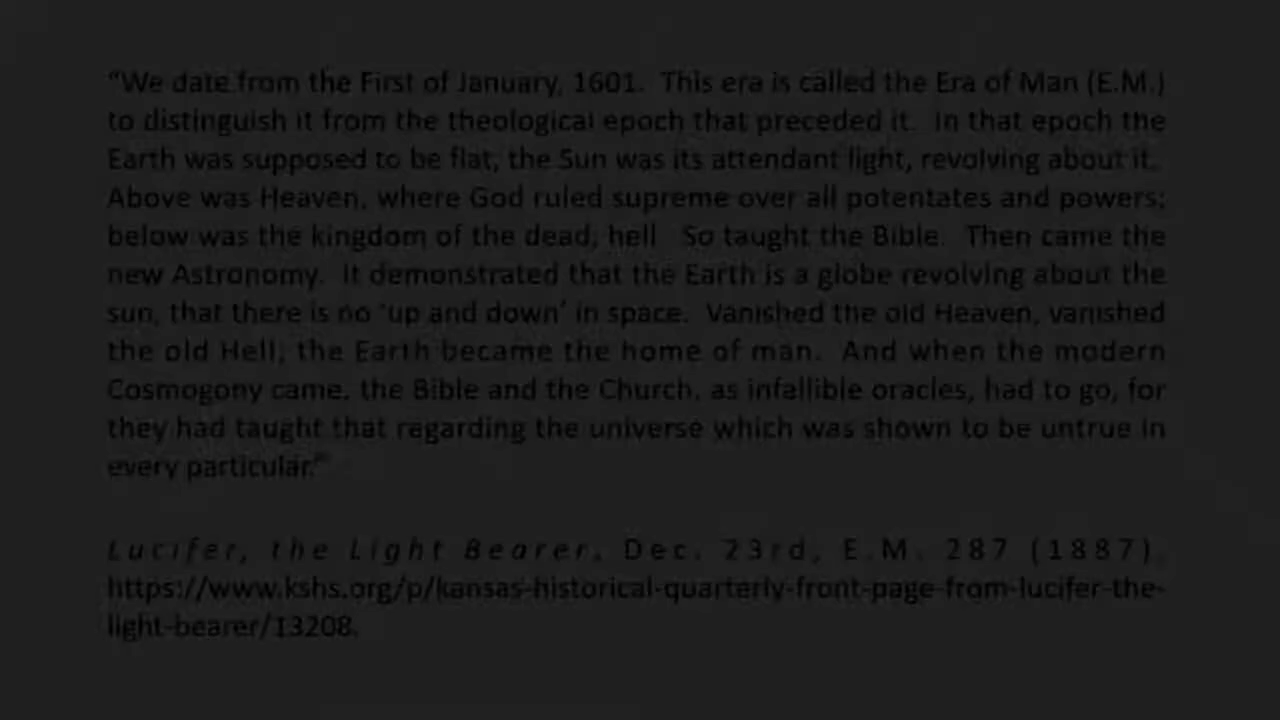 “We date from the First of January, 1601. This era is called the Era of Man (E.M.)
to distinguish it from the theological epoch that preceded it. In that epoch the
Earth was supposed to be flat, the Sun was its attendant light, revolving about it.
Above was Heaven, where God ruled supreme over all potentates and powers;
below was the kingdom of the dead, hell. So taught the Bible. Then came the
new Astronomy. It demonstrated that the Earth is a globe revolving about the
sun, that there is no ‘up and down’ in space. Vanished the old Heaven, vanished
the old Hell; the Earth became the home of man. And when the modern
Cosmogony came, the Bible and the Church, as infallible oracles, had to go, for
they had taught that regarding the universe which was shown to be untrue in
every particular.”
Lucifer, the Light Bearer, Dec. 23rd, E.M. 287 (1887),
https://www.kshs.org/p/kansas-historical-quarterly-front-page-from-lucifer-the-
light-bearer/13208.